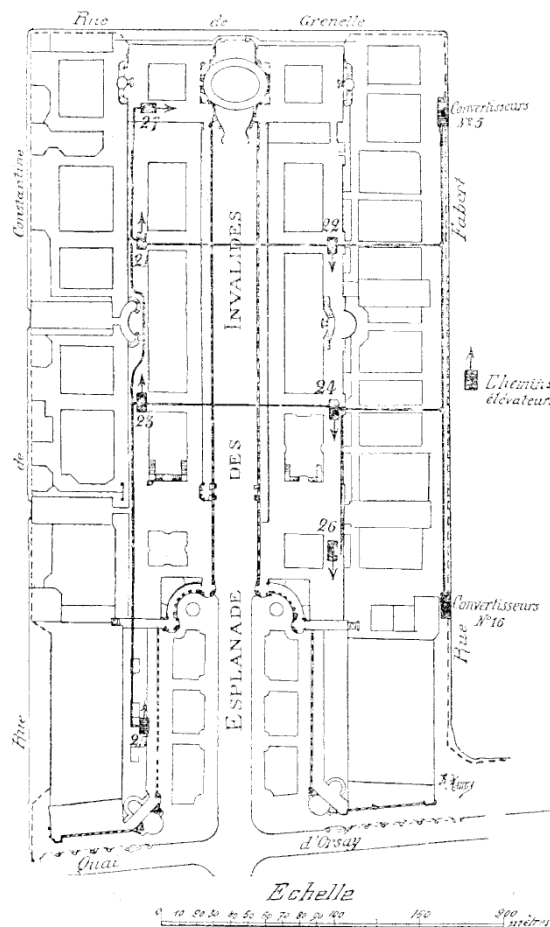 Rue de Grenelle
Convertisseurs
N° 5
27
Constantine
Fabert
INVALIDES
22
Chemins
élévateurs
24
23
de
DES
26
Convertisseurs
N° 16
ESPLANADE
Rue
Rue
Quai
d'Orsay
Echelle
0 10 20 30 40 50 60 70 80 90 100 150 200
mètres